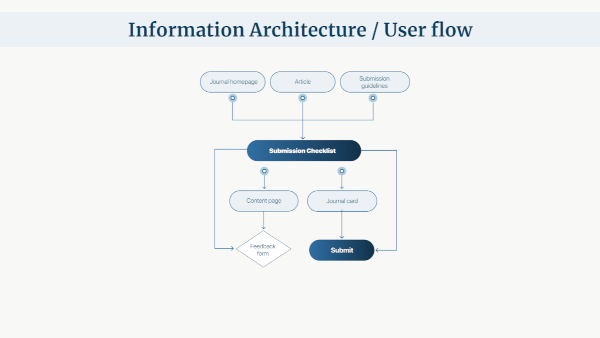 Information Architecture / User flow
Journal homepage
Article
Submission
guidelines
Submission Checklist
Content page
Journal card
Feedback
form
Submit